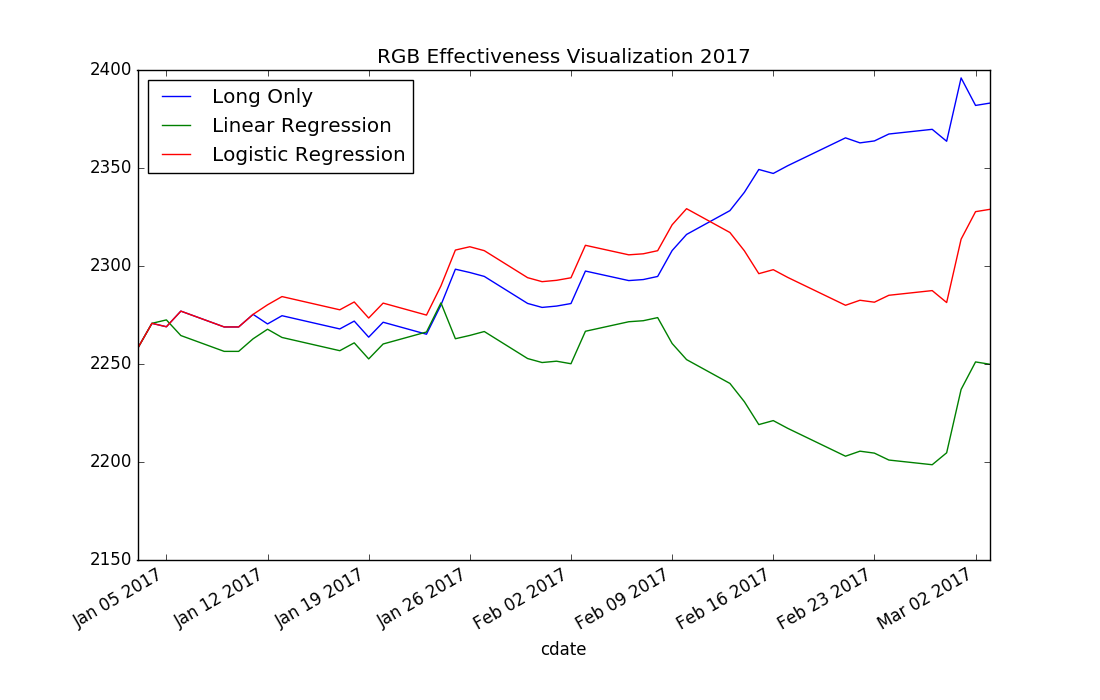 RGB Effectiveness Visualization 2017
2400
2350
2300
2250
2200
2150
Long Only
Linear Regression
Logistic Regression
Jan 05 2017
Jan 12 2017
Jan 19 2017
Jan 26 2017
Feb 02 2017
Feb 09 2017
Feb 16 2017
Feb 23 2017
Mar 02 2017
cdate